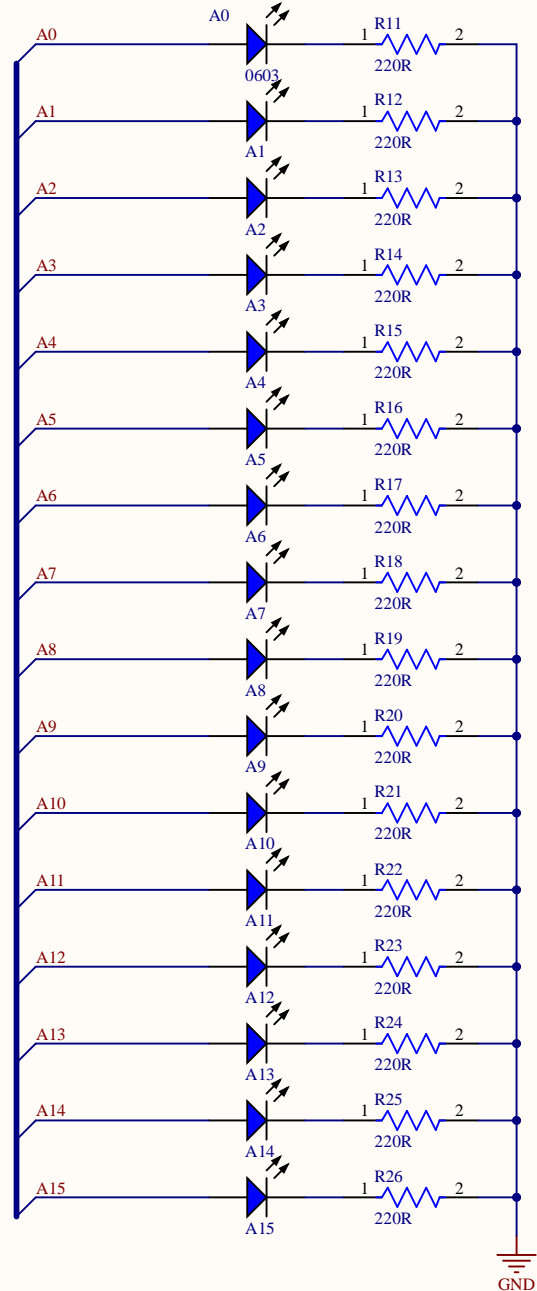 A0
A0 1 R11 2
0603 220R
A1 1 R12 2
A1 220R
A2 1 R13 2
A2 220R
A3 1 R14 2
A3 220R
A4 1 R15 2
A4 220R
A5 1 R16 2
A5 220R
A6 1 R17 2
A6 220R
A7 1 R18 2
A7 220R
A8 1 R19 2
A8 220R
A9 1 R20 2
A9 220R
A10 1 R21 2
A10 220R
A11 1 R22 2
A11 220R
A12 1 R23 2
A12 220R
A13 1 R24 2
A13 220R
A14 1 R25 2
A14 220R
A15 1 R26 2
A15 220R
GND